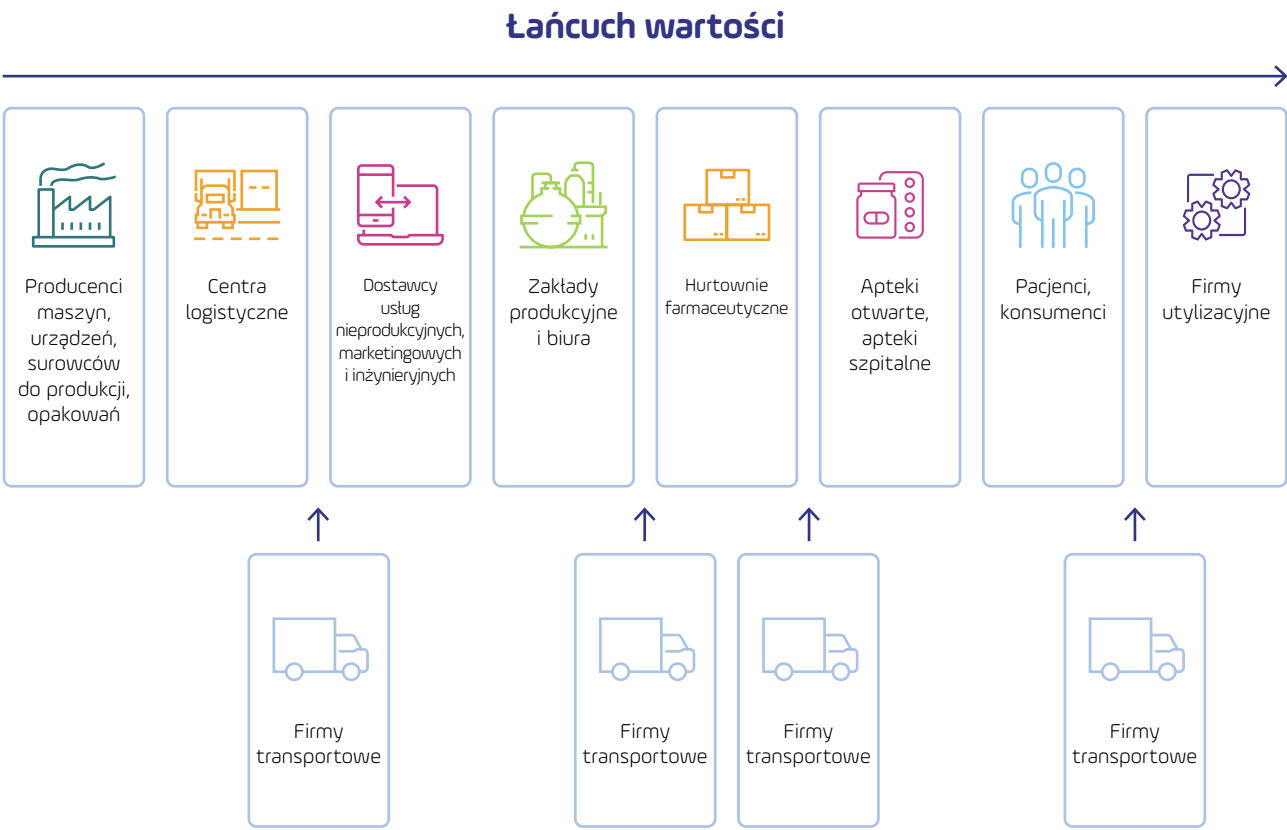 Łańcuch wartości
Producenci
maszyn,
urządzeń,
surowców
do produkcji,
opakowań
Centra
logistyczne
Dostawcy
usług
nieprodukcyjnych,
marketingowych
i inżynieryjnych
Zakłady
produkcyjne
i biura
Hurtownie
farmaceutyczne
Apteki
otwarte,
apteki
szpitalne
Pacjenci,
konsumenci
Firmy
utylizacyjne
Firmy
transportowe
Firmy
transportowe
Firmy
transportowe
Firmy
transportowe